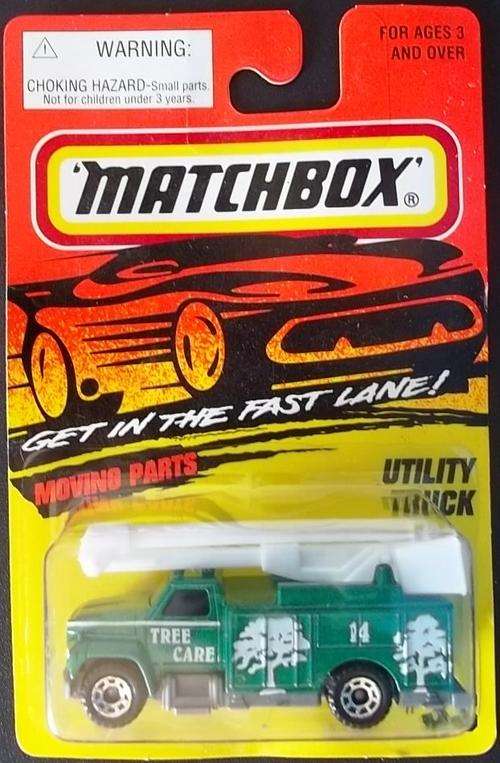 WARNING:
CHOKING HAZARD-Small parts.
Not for children under 3 years.
FOR AGES 3
AND OVER
'MATCHBOX'®
GET IN THE FAST LANE!
MOVING PARTS
UTILITY
TRUCK
TREE
CARE
14